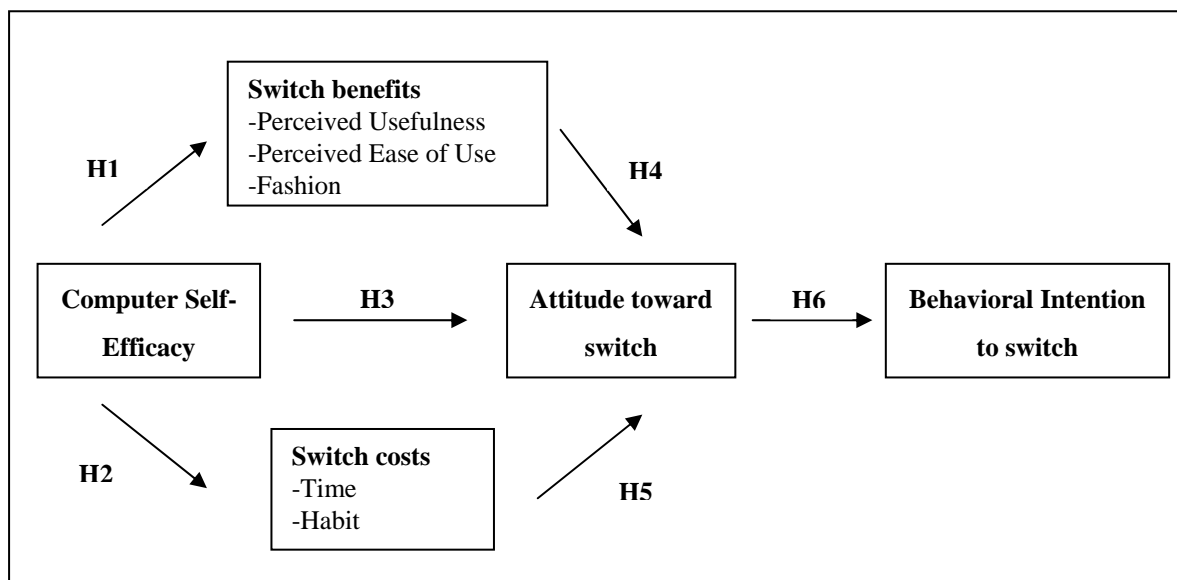 Switch benefits
-Perceived Usefulness
-Perceived Ease of Use
-Fashion
H1
H4
Computer Self-
Efficacy
H3
Attitude toward
switch
H6
Behavioral Intention
to switch
H2
Switch costs
-Time
-Habit
H5